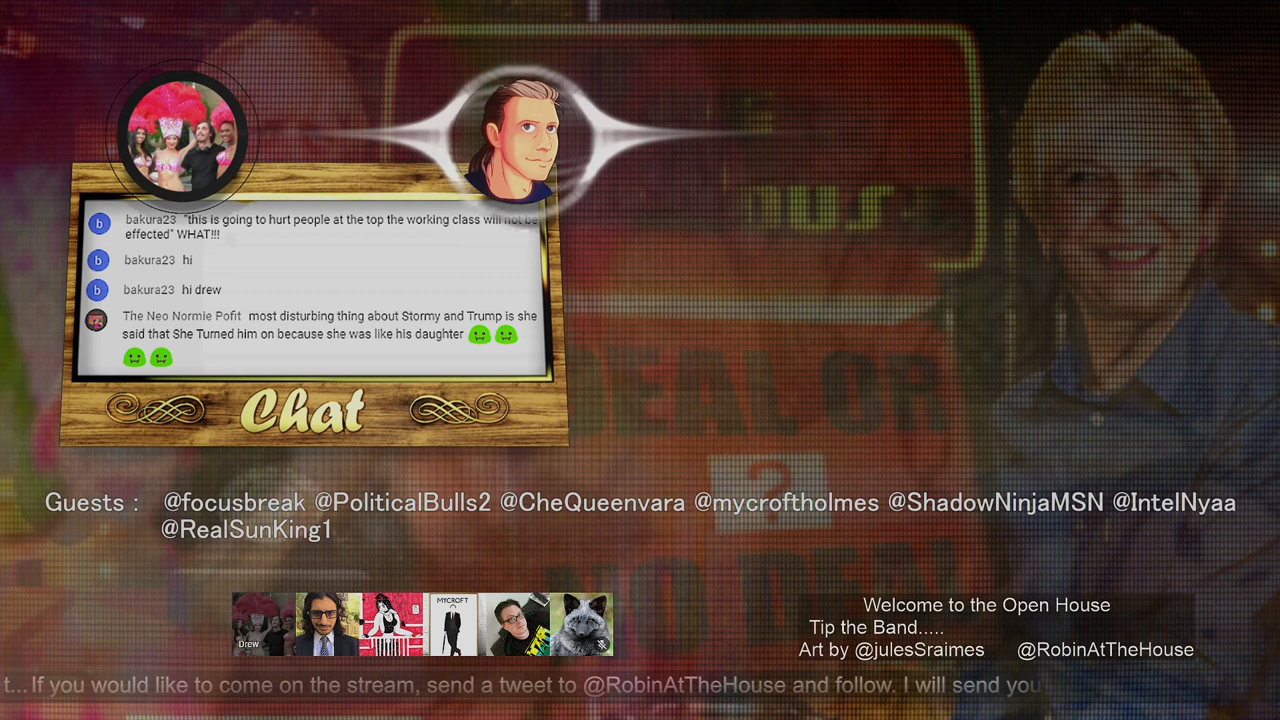 bakura23 "this is going to hurt people at the top the working class will not be
effected" WHAT!!!
b
bakura23 hi
b
bakura23 hi drew
b
The Neo Normie Pofit most disturbing thing about Stormy and Trump is she
said that She Turned him on because she was like his daughter
Chat
DEAL OR
?
NO DEAL
Guests : @focusbreak @PoliticalBulls2 @CheQueenvara @mycroftholmes @ShadowNinjaMSN @IntelNyaa
@RealSunKing1
Drew
MYCROFT
Welcome to the Open House
Tip the Band.....
Art by @julesSraimes @RobinAtTheHouse
t... If you would like to come on the stream, send a tweet to @RobinAtTheHouse and follow. I will send you